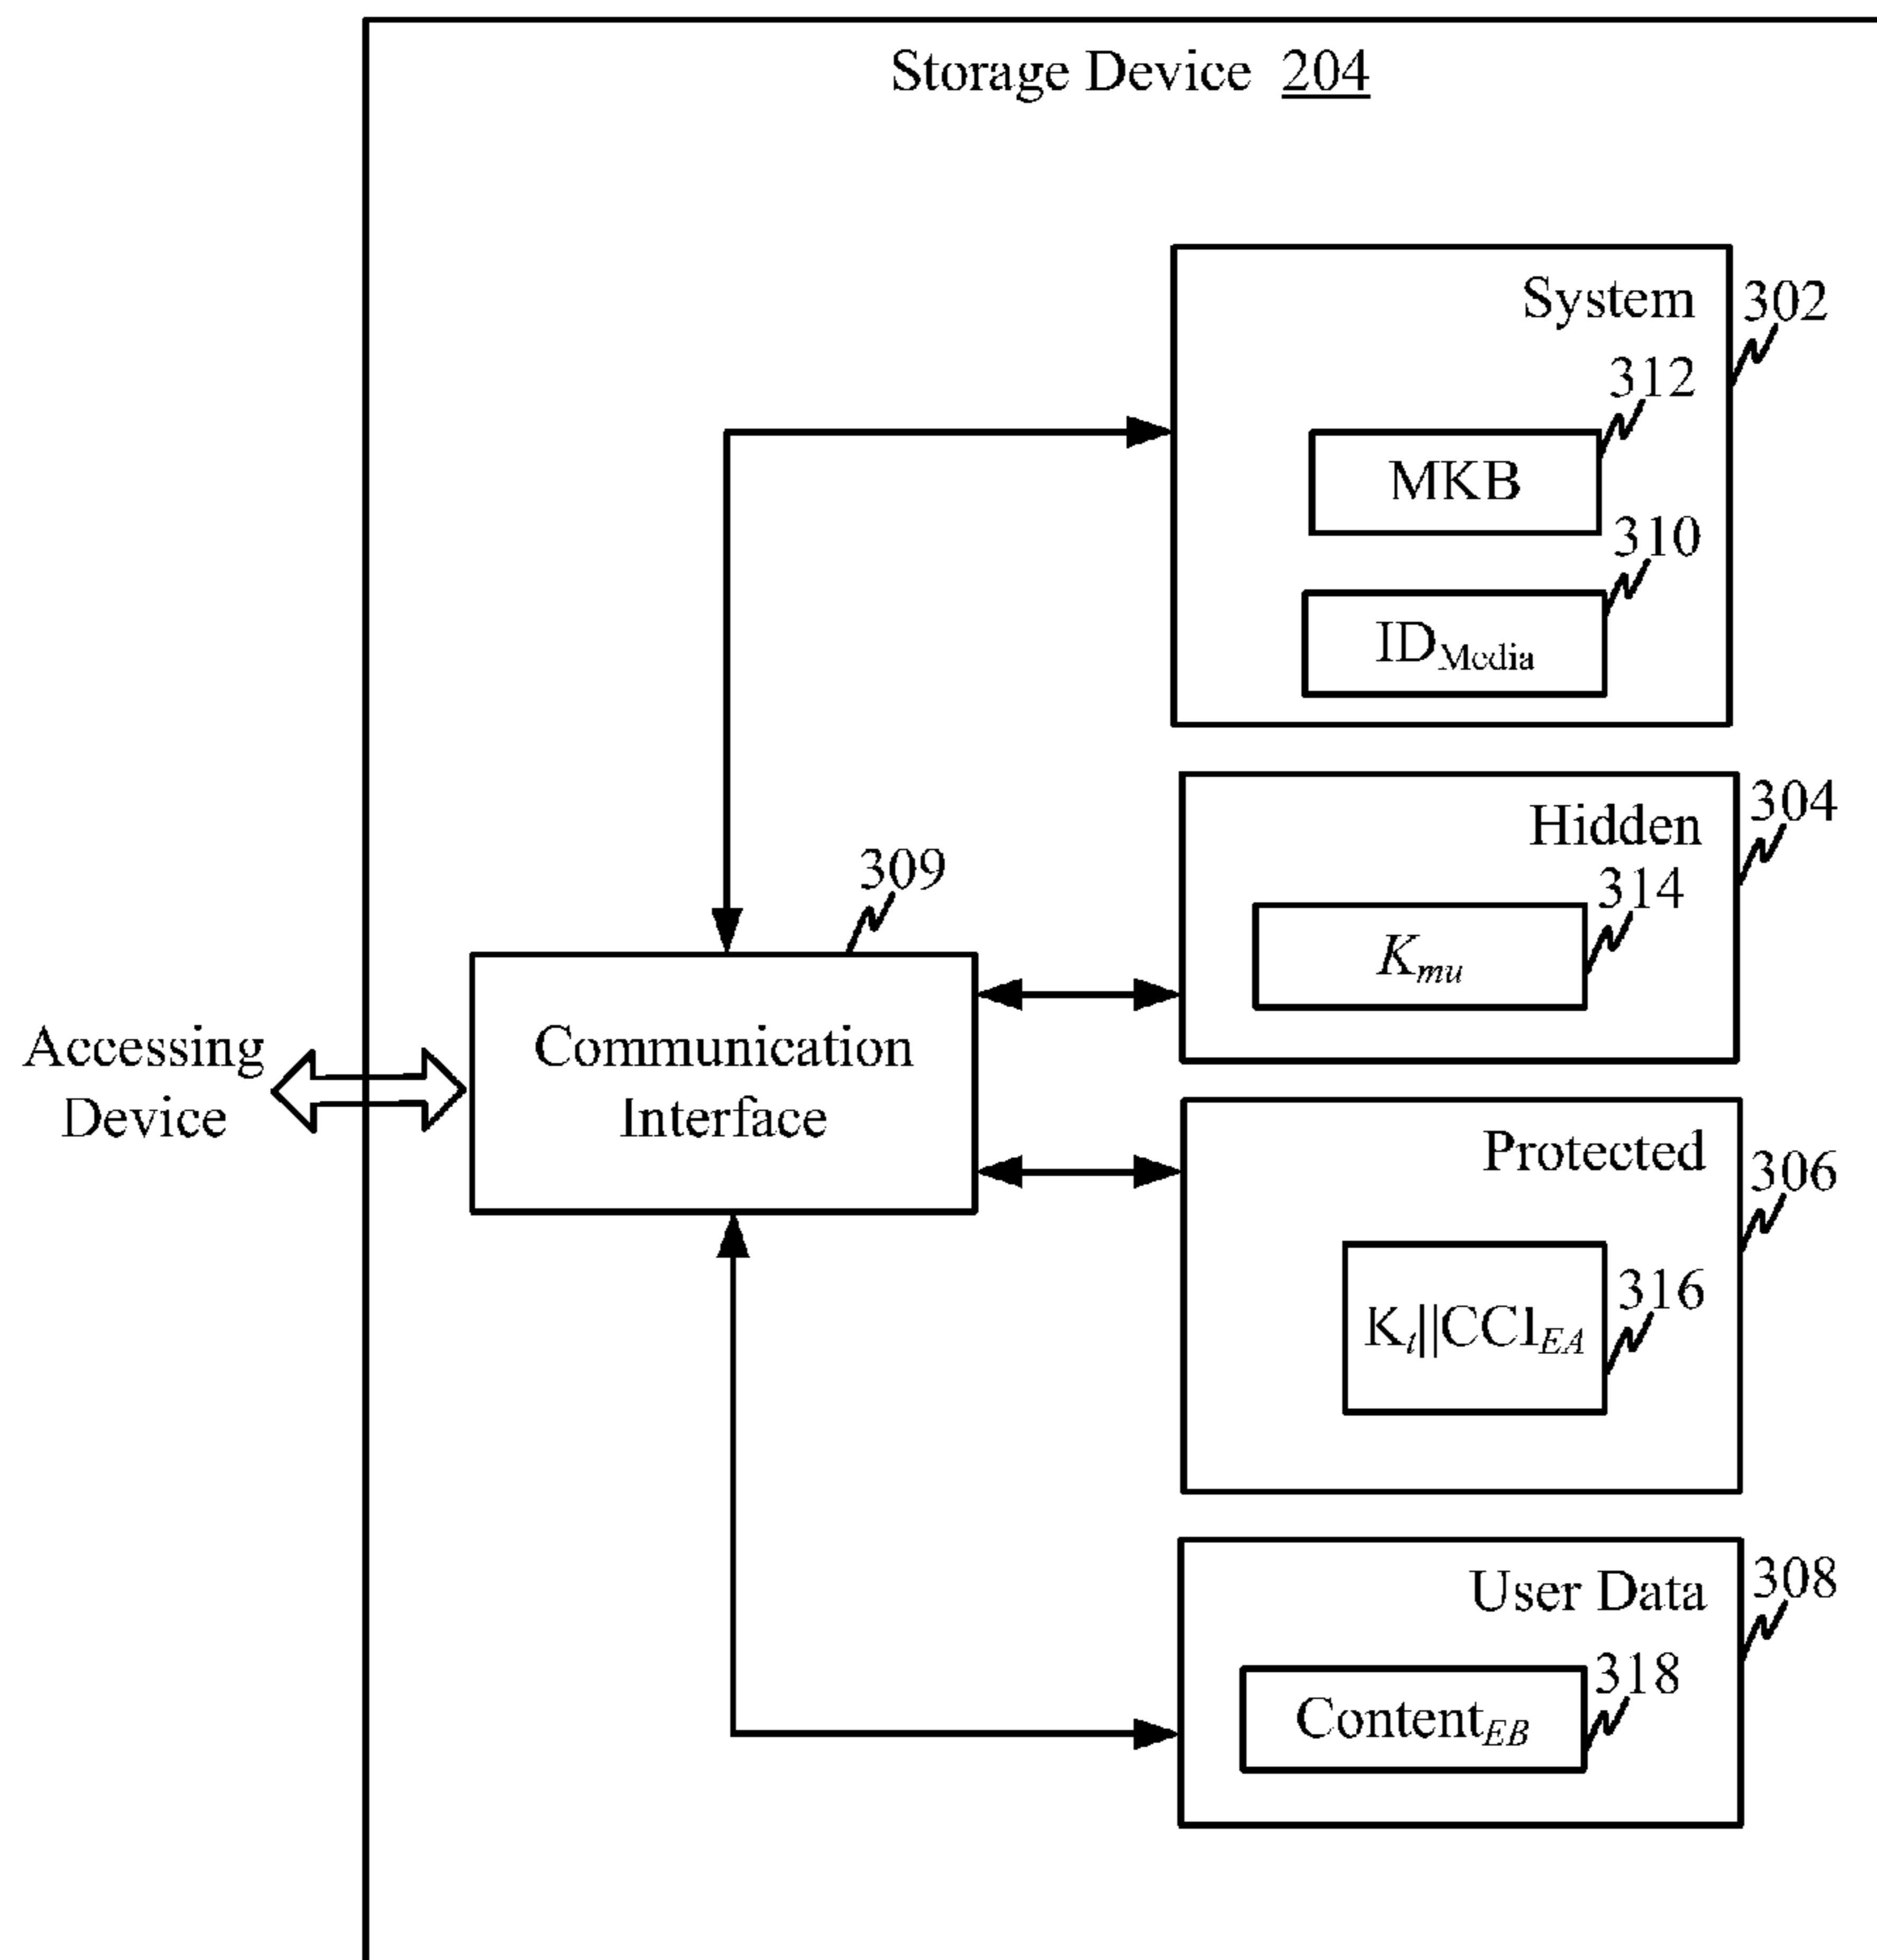 Storage Device 204
System
302
312
MKB
310
IDMedia
Hidden
304
314
Kmu
309
Communication
Interface
Accessing
Device
Protected
306
316
Kt||CCIEA
User Data
308
318
ContentEB